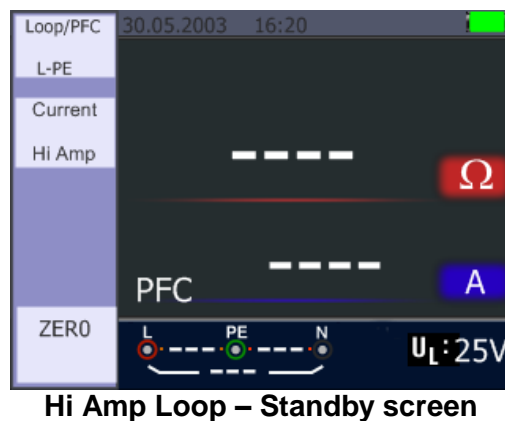 Loop/PFC 30.05.2003 16:20
L-PE
Current
Hi Amp
---- Ω
----
PFC A
ZER0
L PE N
--- ---
---
UL:25V
Hi Amp Loop – Standby screen